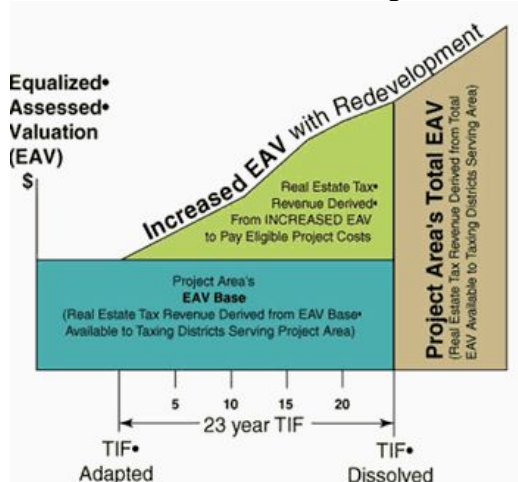 Equalized•
Assessed•
Valuation
(EAV)
$
Increased EAV with Redevelopment
Real Estate Tax•
Revenue Derived•
From INCREASED EAV
to Pay Eligible Project Costs
Project Area's
EAV Base
(Real Estate Tax Revenue Derived from EAV Base•
Available to Taxing Districts Serving Project Area)
Project Area's Total EAV
(Real Estate Tax Revenue Derived from Total
EAV Available to Taxing Districts Serving Area)
5 10 15 20
23 year TIF
TIF•
Adapted
TIF•
Dissolved